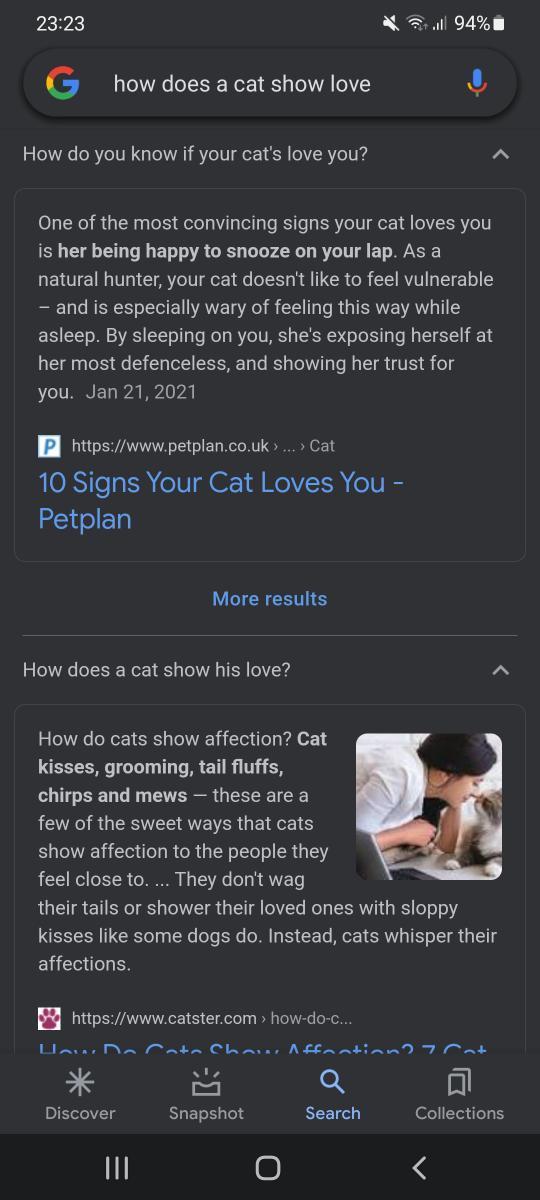 23:23
94%
how does a cat show love
How do you know if your cat's love you?
One of the most convincing signs your cat loves you
is her being happy to snooze on your lap. As a
natural hunter, your cat doesn't like to feel vulnerable
– and is especially wary of feeling this way while
asleep. By sleeping on you, she's exposing herself at
her most defenceless, and showing her trust for
you. Jan 21, 2021
https://www.petplan.co.uk › ... › Cat
10 Signs Your Cat Loves You -
Petplan
More results
How does a cat show his love?
How do cats show affection? Cat
kisses, grooming, tail fluffs,
chirps and mews — these are a
few of the sweet ways that cats
show affection to the people they
feel close to. ... They don't wag
their tails or shower their loved ones with sloppy
kisses like some dogs do. Instead, cats whisper their
affections.
https://www.catster.com › how-do-c...
How Do Cats Show Affection? 7 Cat
Discover
Snapshot
Search
Collections